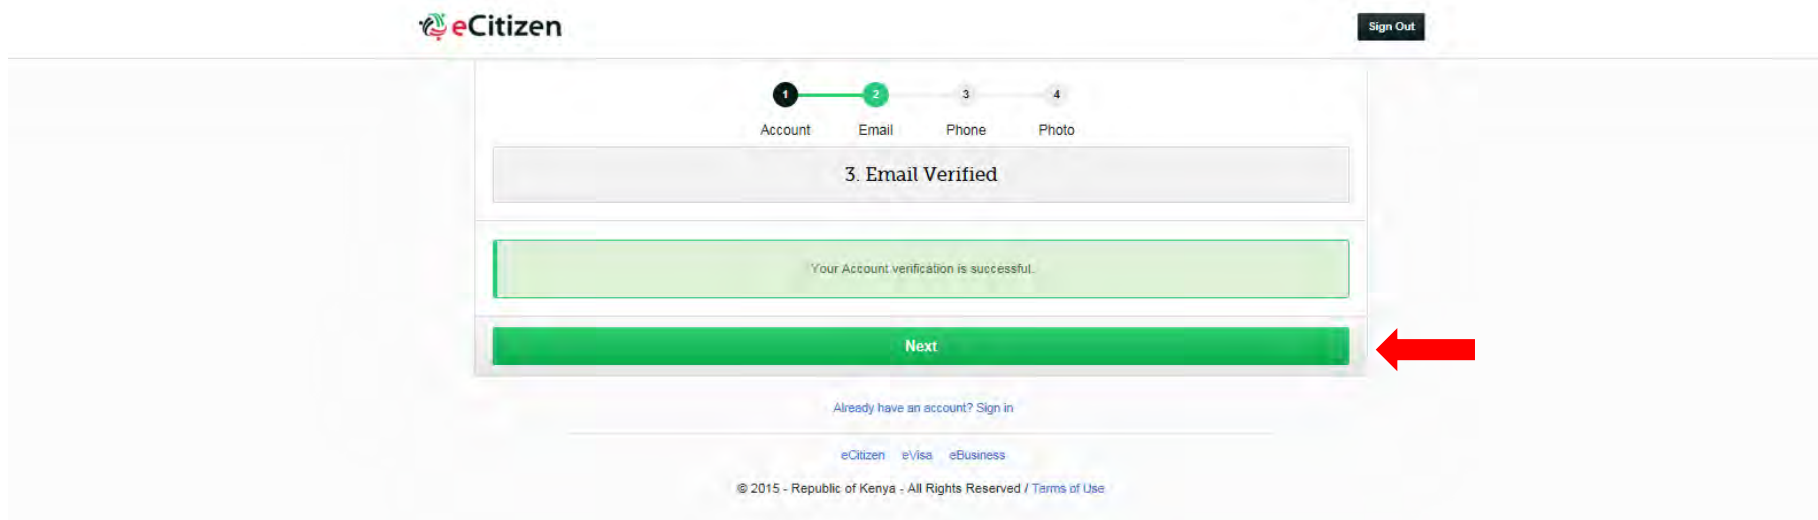 eCitizen
Sign Out
1 2 3 4
Account Email Phone Photo
3. Email Verified
Your Account verification is successful.
Next
Already have an account? Sign in
eCitizen eVisa eBusiness
© 2015 - Republic of Kenya - All Rights Reserved / Terms of Use